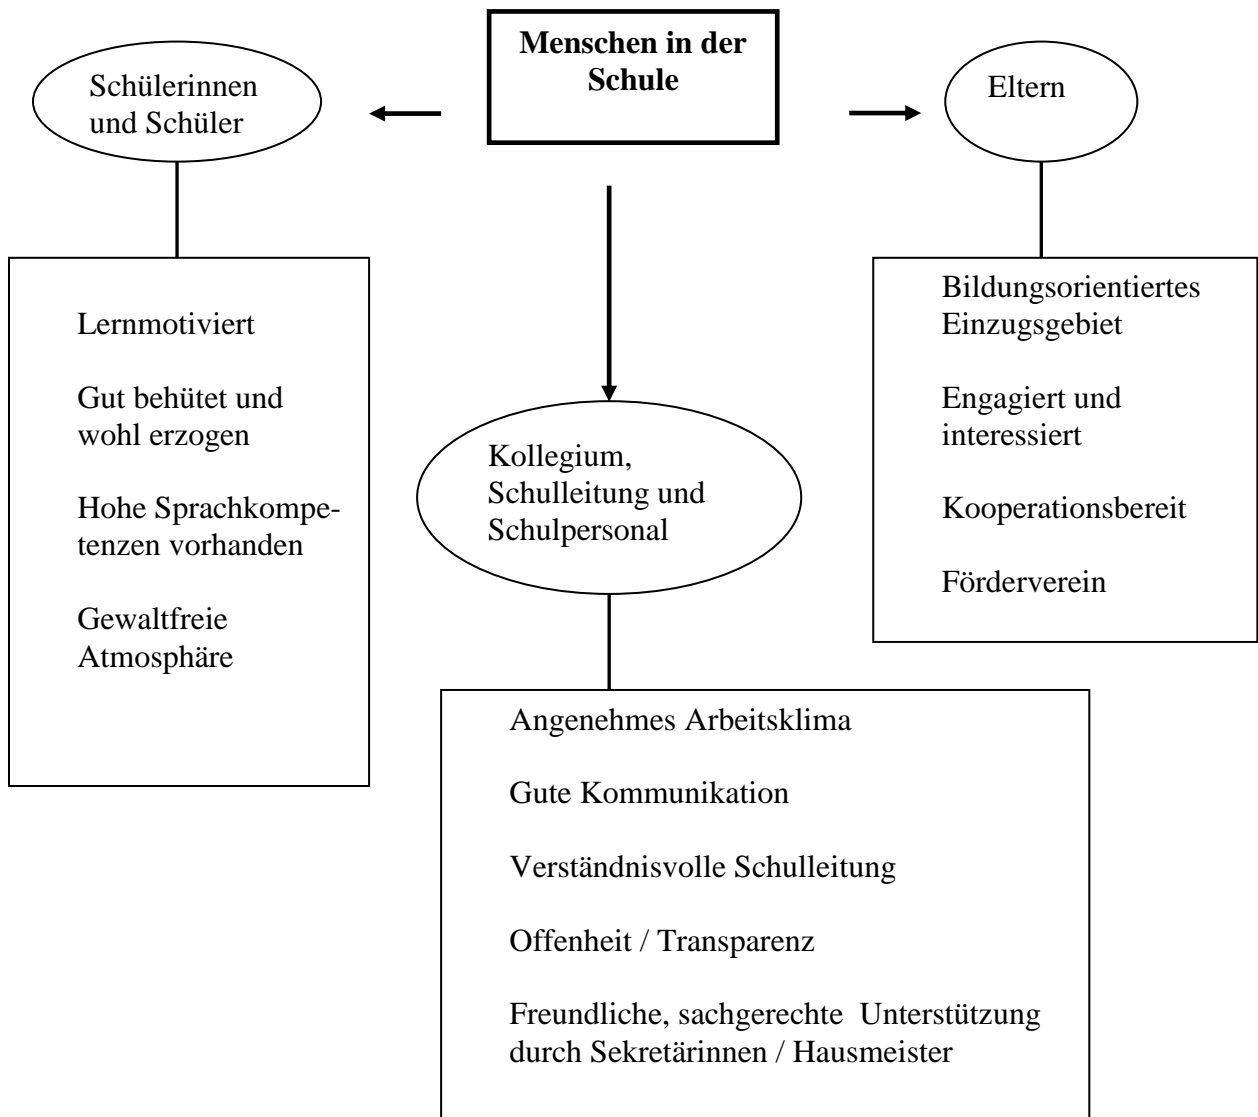 Menschen in der
Schule
Schülerinnen
und Schüler
Eltern
Lernmotiviert
Gut behütet und
wohl erzogen
Hohe Sprachkompe-
tenzen vorhanden
Gewaltfreie
Atmosphäre
Kollegium,
Schulleitung und
Schulpersonal
Bildungsorientiertes
Einzugsgebiet
Engagiert und
interessiert
Kooperationsbereit
Förderverein
Angenehmes Arbeitsklima
Gute Kommunikation
Verständnisvolle Schulleitung
Offenheit / Transparenz
Freundliche, sachgerechte  Unterstützung
durch Sekretärinnen / Hausmeister